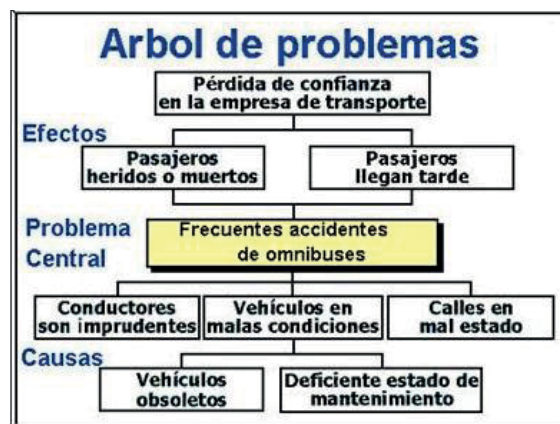 Arbol de problemas
Pérdida de confianza
en la empresa de transporte
Efectos
Pasajeros
heridos o muertos
Pasajeros
llegan tarde
Problema
Central
Frecuentes accidentes
de omnibuses
Conductores
son imprudentes
Vehículos en
malas condiciones
Calles en
mal estado
Causas
Vehículos
obsoletos
Deficiente estado de
mantenimiento